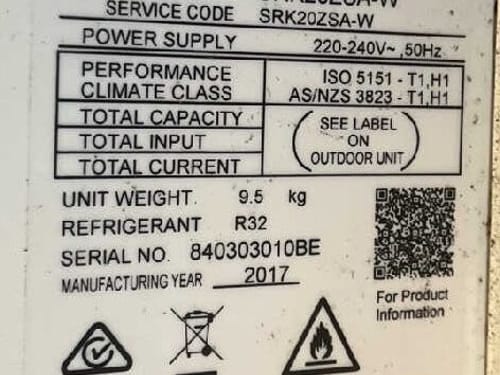 SERVICE CODE SRK20ZSA-W
POWER SUPPLY 220-240V~ ,50Hz
PERFORMANCE CLIMATE CLASS ISO 5151 - T1,H1
AS/NZS 3823 - T1,H1
TOTAL CAPACITY
TOTAL INPUT
TOTAL CURRENT
(SEE LABEL
ON
OUTDOOR UNIT)
UNIT WEIGHT 9.5 kg
REFRIGERANT R32
SERIAL NO. 840303010BE
MANUFACTURING YEAR 2017
For Product
Information